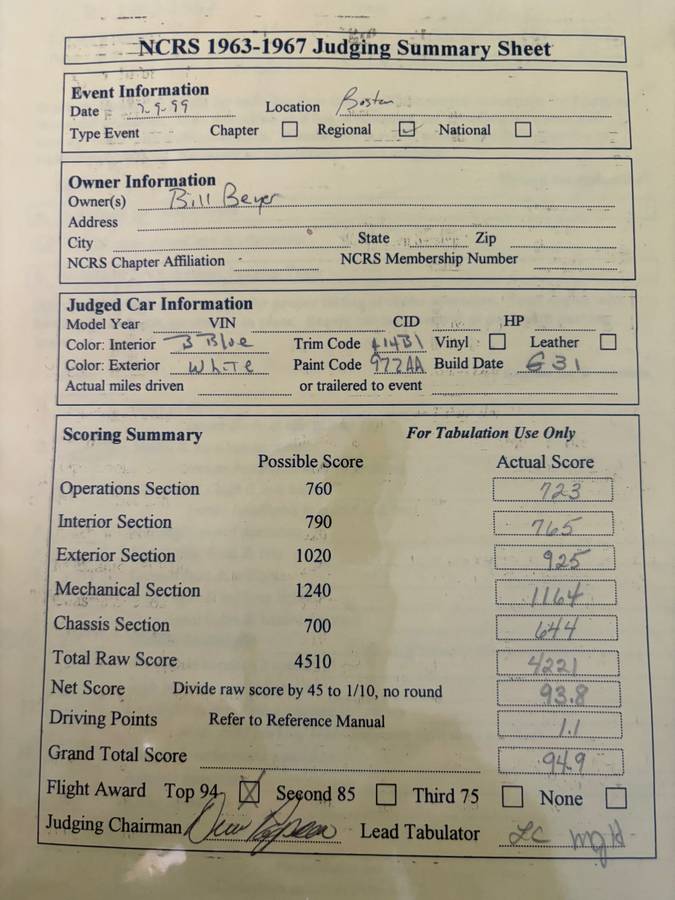 NCRS 1963-1967 Judging Summary Sheet
Event Information
Date 7-9-99 Location Boston
Type Event Chapter ☐ Regional ☑ National ☐
Owner Information
Owner(s) Bill Beyer
Address
City State Zip
NCRS Chapter Affiliation NCRS Membership Number
Judged Car Information
Model Year VIN CID HP
Color: Interior B Blue Trim Code 414B1 Vinyl ☐ Leather ☐
Color: Exterior White Paint Code 972AA Build Date G31
Actual miles driven or trailered to event
Scoring Summary For Tabulation Use Only
Possible Score Actual Score
Operations Section 760 723
Interior Section 790 765
Exterior Section 1020 925
Mechanical Section 1240 1164
Chassis Section 700 644
Total Raw Score 4510 4221
Net Score Divide raw score by 45 to 1/10, no round 93.8
Driving Points Refer to Reference Manual 1.1
Grand Total Score 94.9
Flight Award Top 94 ☒ Second 85 ☐ Third 75 ☐ None ☐
Judging Chairman Lead Tabulator LC